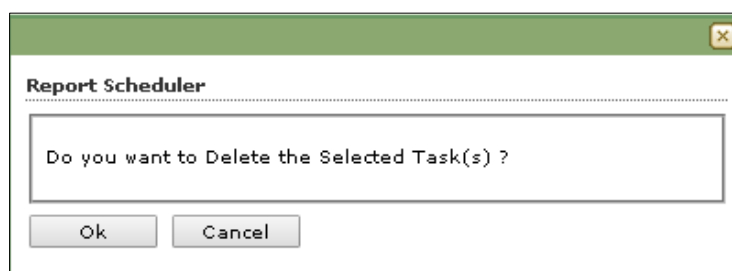 Report Scheduler
Do you want to Delete the Selected Task(s) ?
Ok Cancel